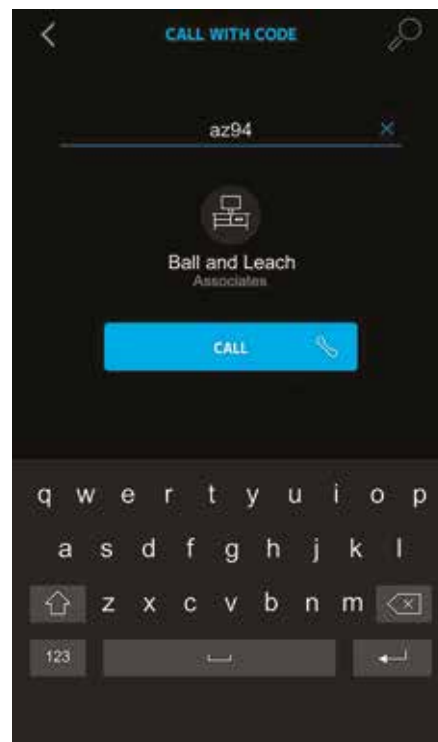 CALL WITH CODE
az94
Ball and Leach
Associates
CALL
q w e r t y u i o p
a s d f g h j k l
z x c v b n m
123